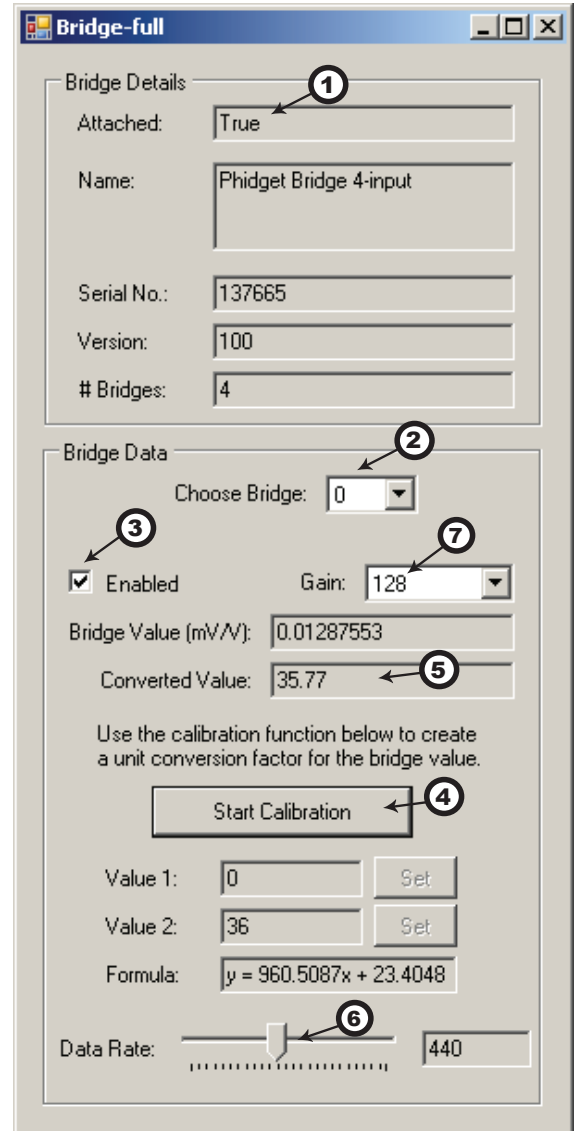 Bridge-full
Bridge Details
1
Attached: True
Name: Phidget Bridge 4-input
Serial No.: 137665
Version: 100
# Bridges: 4
Bridge Data
2
Choose Bridge: 0
3
7
Enabled Gain: 128
Bridge Value (mV/V): 0.01287553
Converted Value: 35.77 5
Use the calibration function below to create
a unit conversion factor for the bridge value.
Start Calibration 4
Value 1: 0 Set
Value 2: 36 Set
Formula: y = 960.5087x + 23.4048
6
Data Rate: 440